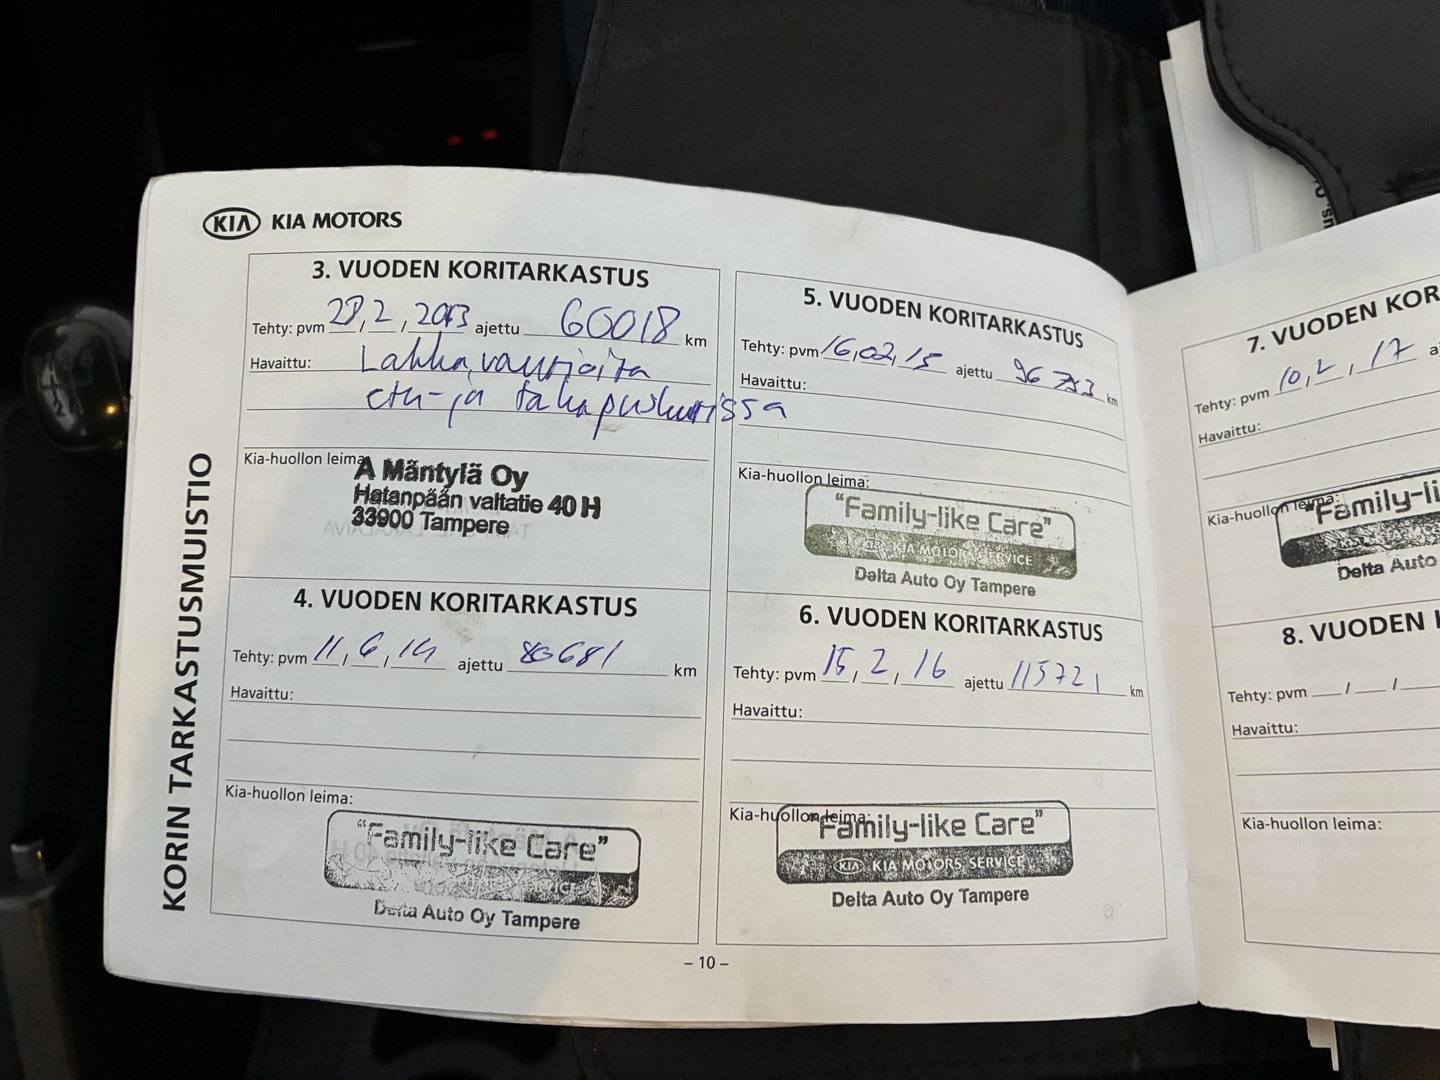 KIA KIA MOTORS
KORIN TARKASTUSMUISTIO
3. VUODEN KORITARKASTUS
Tehty: pvm 28,2,2013 ajettu 60018 km
Havaittu: Lakkavaurioita
etu-ja takapuskurissa
Kia-huollon leima:
A Mäntylä Oy
Hatanpään valtatie 40 H
33900 Tampere
4. VUODEN KORITARKASTUS
Tehty: pvm 11,6,14 ajettu 80681 km
Havaittu:
Kia-huollon leima:
"Family-like Care"
Delta Auto Oy Tampere
5. VUODEN KORITARKASTUS
Tehty: pvm 16,02,15 ajettu 96753 km
Havaittu:
Kia-huollon leima:
"Family-like Care"
KIA KIA MOTORS SERVICE
Delta Auto Oy Tampere
6. VUODEN KORITARKASTUS
Tehty: pvm 15,2,16 ajettu 115721 km
Havaittu:
Kia-huollon leima:
"Family-like Care"
KIA KIA MOTORS SERVICE
Delta Auto Oy Tampere
– 10 –
7. VUODEN KOR
Tehty: pvm 10,2,17 a
Havaittu:
Kia-huollon leima:
"Family-li
Delta Auto
8. VUODEN
Tehty: pvm / /
Havaittu:
Kia-huollon leima: